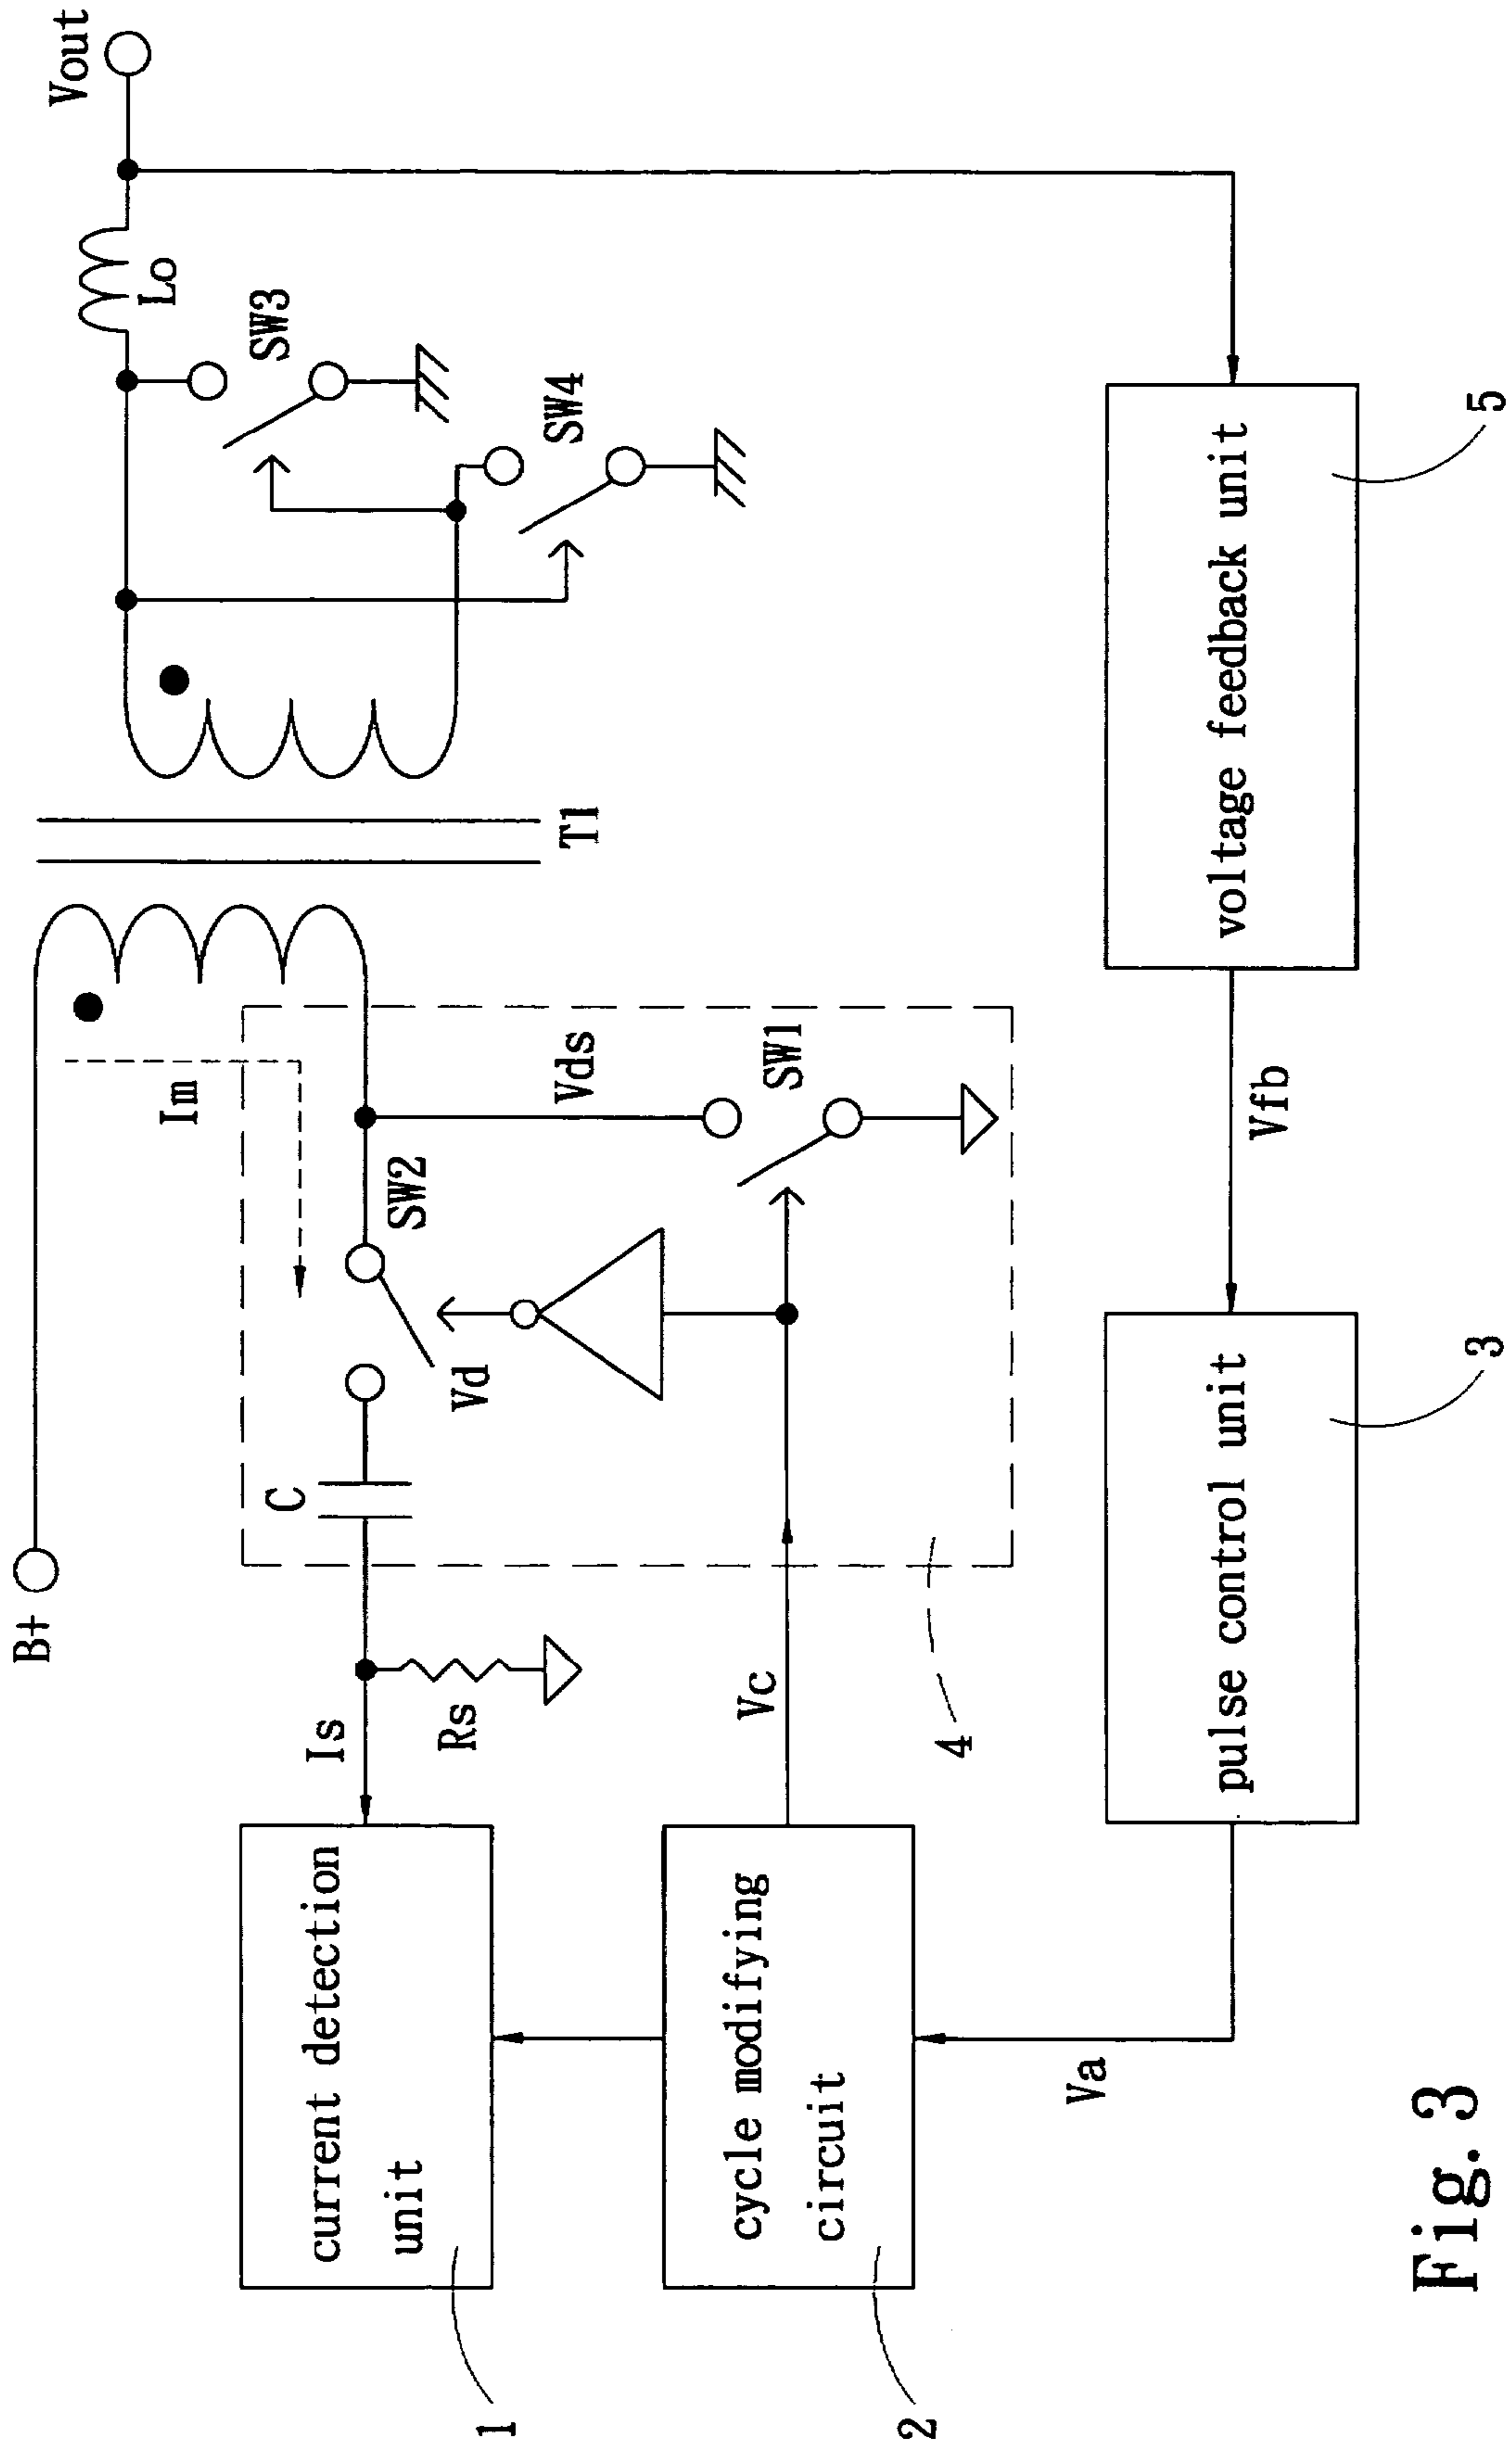 B+
Vout
Lo
Im
SW3
C
SW2
SW4
Is
Rs
Vd
Vds
T1
current detection
unit
1
Vc
SW1
cycle modifying
circuit
2
4
Va
pulse control unit
3
Vfb
voltage feedback unit
5
Fig. 3